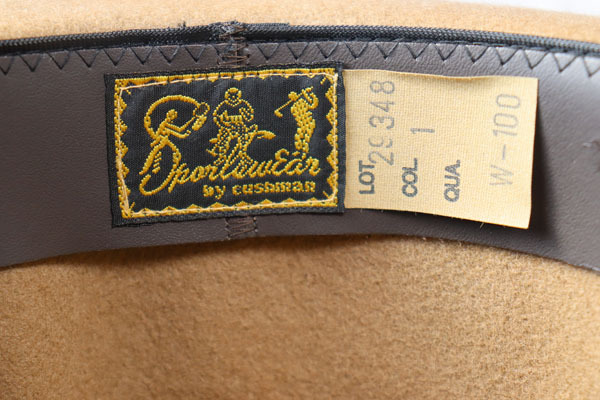 Sportswear
by cushman
LOT. 29348
COL. 1
QUA. W-100